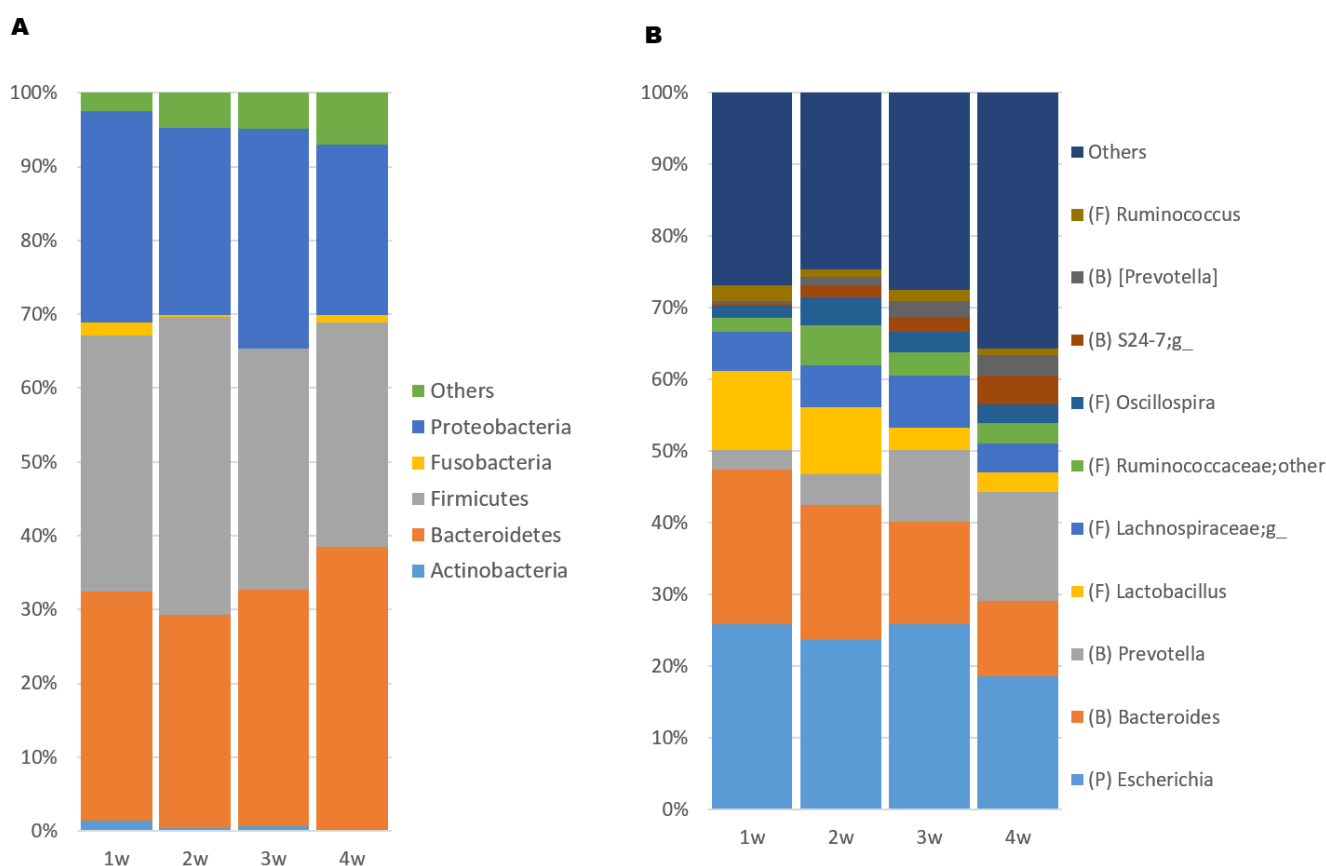 A
100%
90%
80%
70%
60%
50%
40%
30%
20%
10%
0%
1w 2w 3w 4w
Others
Proteobacteria
Fusobacteria
Firmicutes
Bacteroidetes
Actinobacteria
B
100%
90%
80%
70%
60%
50%
40%
30%
20%
10%
0%
1w 2w 3w 4w
Others
(F) Ruminococcus
(B) [Prevotella]
(B) S24-7;g_
(F) Oscillospira
(F) Ruminococcaceae;other
(F) Lachnospiraceae;g_
(F) Lactobacillus
(B) Prevotella
(B) Bacteroides
(P) Escherichia